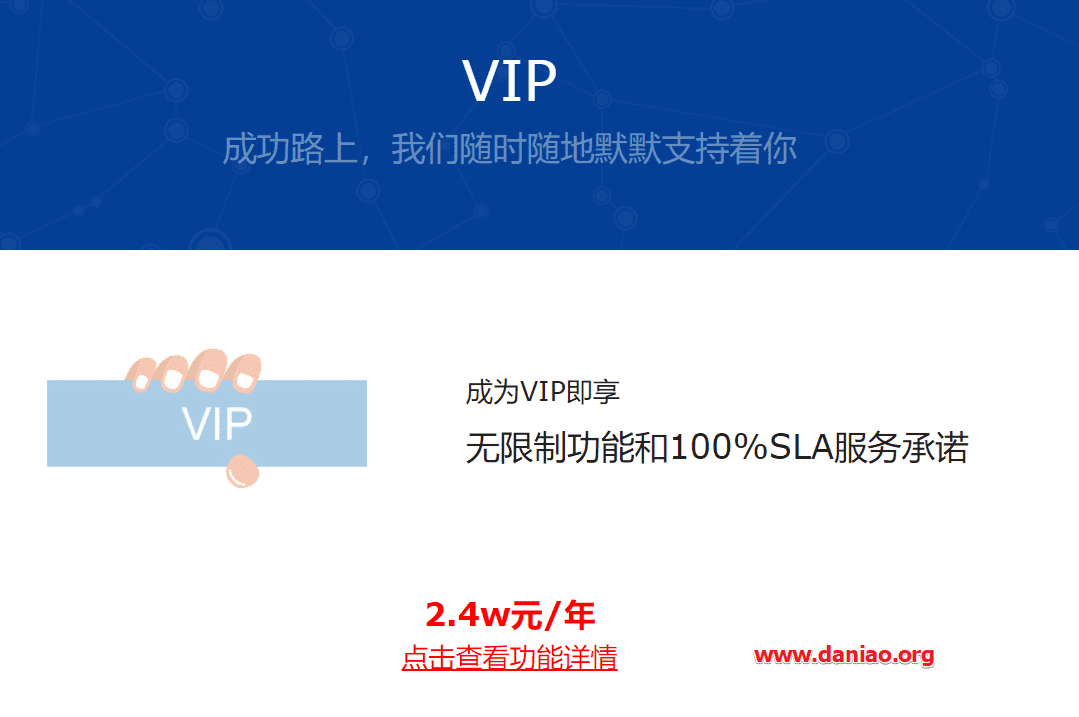 VIP
成功路上，我们随时随地默默支持着你
VIP
成为VIP即享
无限制功能和100%SLA服务承诺
2.4w元/年
点击查看功能详情
www.daniao.org